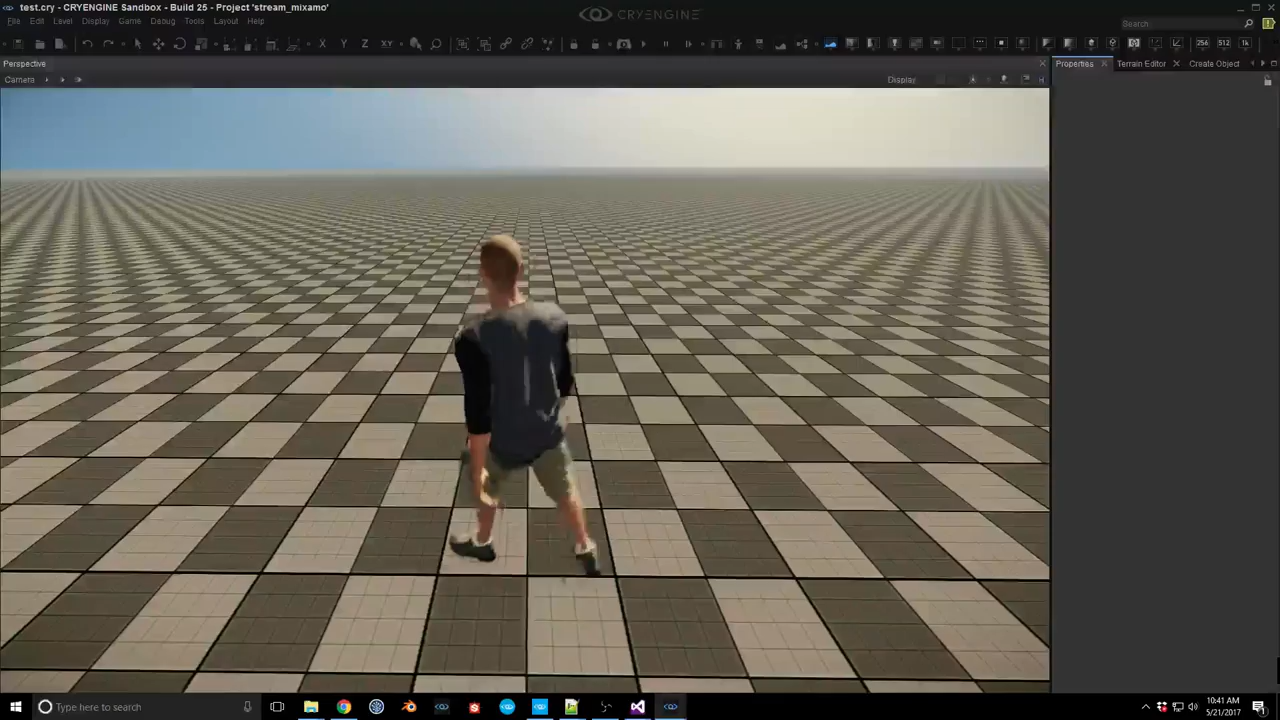 test.cry - CRYENGINE Sandbox - Build 25 - Project 'stream_mixamo'
CRYENGINE
File Edit Level Display Game Debug Tools Layout Help
Search
X Y Z XY
256 512 1k
Perspective
Properties Terrain Editor Create Object
Camera
Display
Type here to search
10:41 AM
5/21/2017